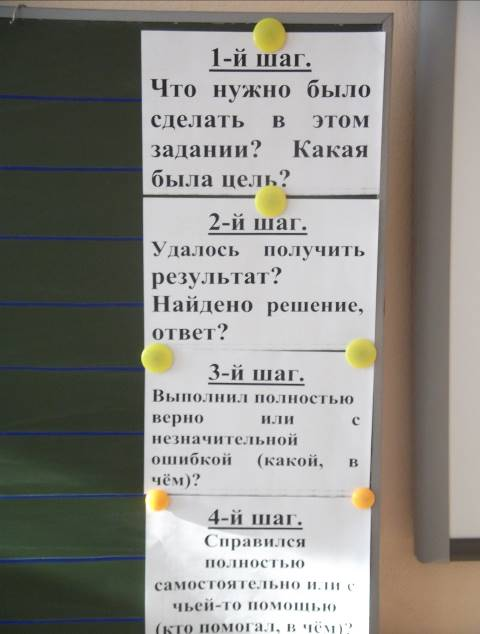 1-й шаг.
Что нужно было
сделать в этом
задании? Какая
была цель?
2-й шаг.
Удалось получить
результат?
Найдено решение,
ответ?
3-й шаг.
Выполнил полностью
верно или с
незначительной
ошибкой (какой, в
чём)?
4-й шаг.
Справился
полностью
самостоятельно или с
чьей-то помощью
(кто помогал, в чём)?